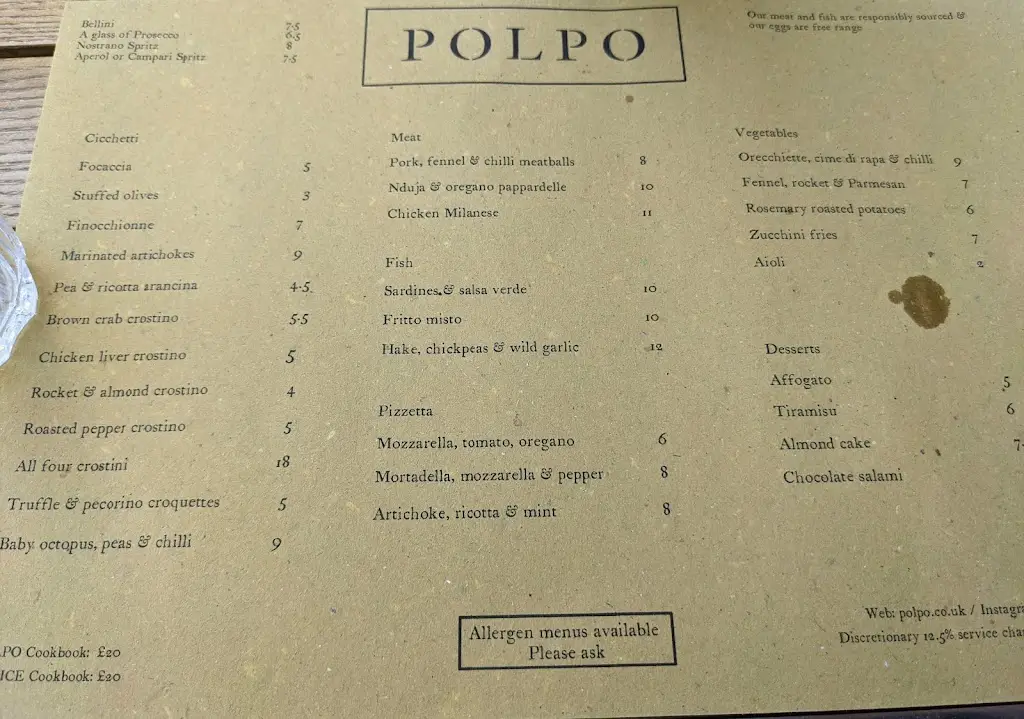 Bellini 7.5
A glass of Prosecco 6.5
Nostrano Spritz 8
Aperol or Campari Spritz 7.5
POLPO
Our meat and fish are responsibly sourced &
our eggs are free range
Cicchetti
Focaccia 5
Stuffed olives 3
Finocchionne 7
Marinated artichokes 9
Pea & ricotta arancina 4.5
Brown crab crostino 5.5
Chicken liver crostino 5
Rocket & almond crostino 4
Roasted pepper crostino 5
All four crostini 18
Truffle & pecorino croquettes 5
Baby octopus, peas & chilli 9
Meat
Pork, fennel & chilli meatballs 8
Nduja & oregano pappardelle 10
Chicken Milanese 11
Fish
Sardines & salsa verde 10
Fritto misto 10
Hake, chickpeas & wild garlic 12
Pizzetta
Mozzarella, tomato, oregano 6
Mortadella, mozzarella & pepper 8
Artichoke, ricotta & mint 8
Vegetables
Orecchiette, cime di rapa & chilli 9
Fennel, rocket & Parmesan 7
Rosemary roasted potatoes 6
Zucchini fries 7
Aioli 2
Desserts
Affogato 5
Tiramisu 6
Almond cake 7.
Chocolate salami
PO Cookbook: £20
ICE Cookbook: £20
Allergen menus available
Please ask
Web: polpo.co.uk / Instagra
Discretionary 12.5% service cha